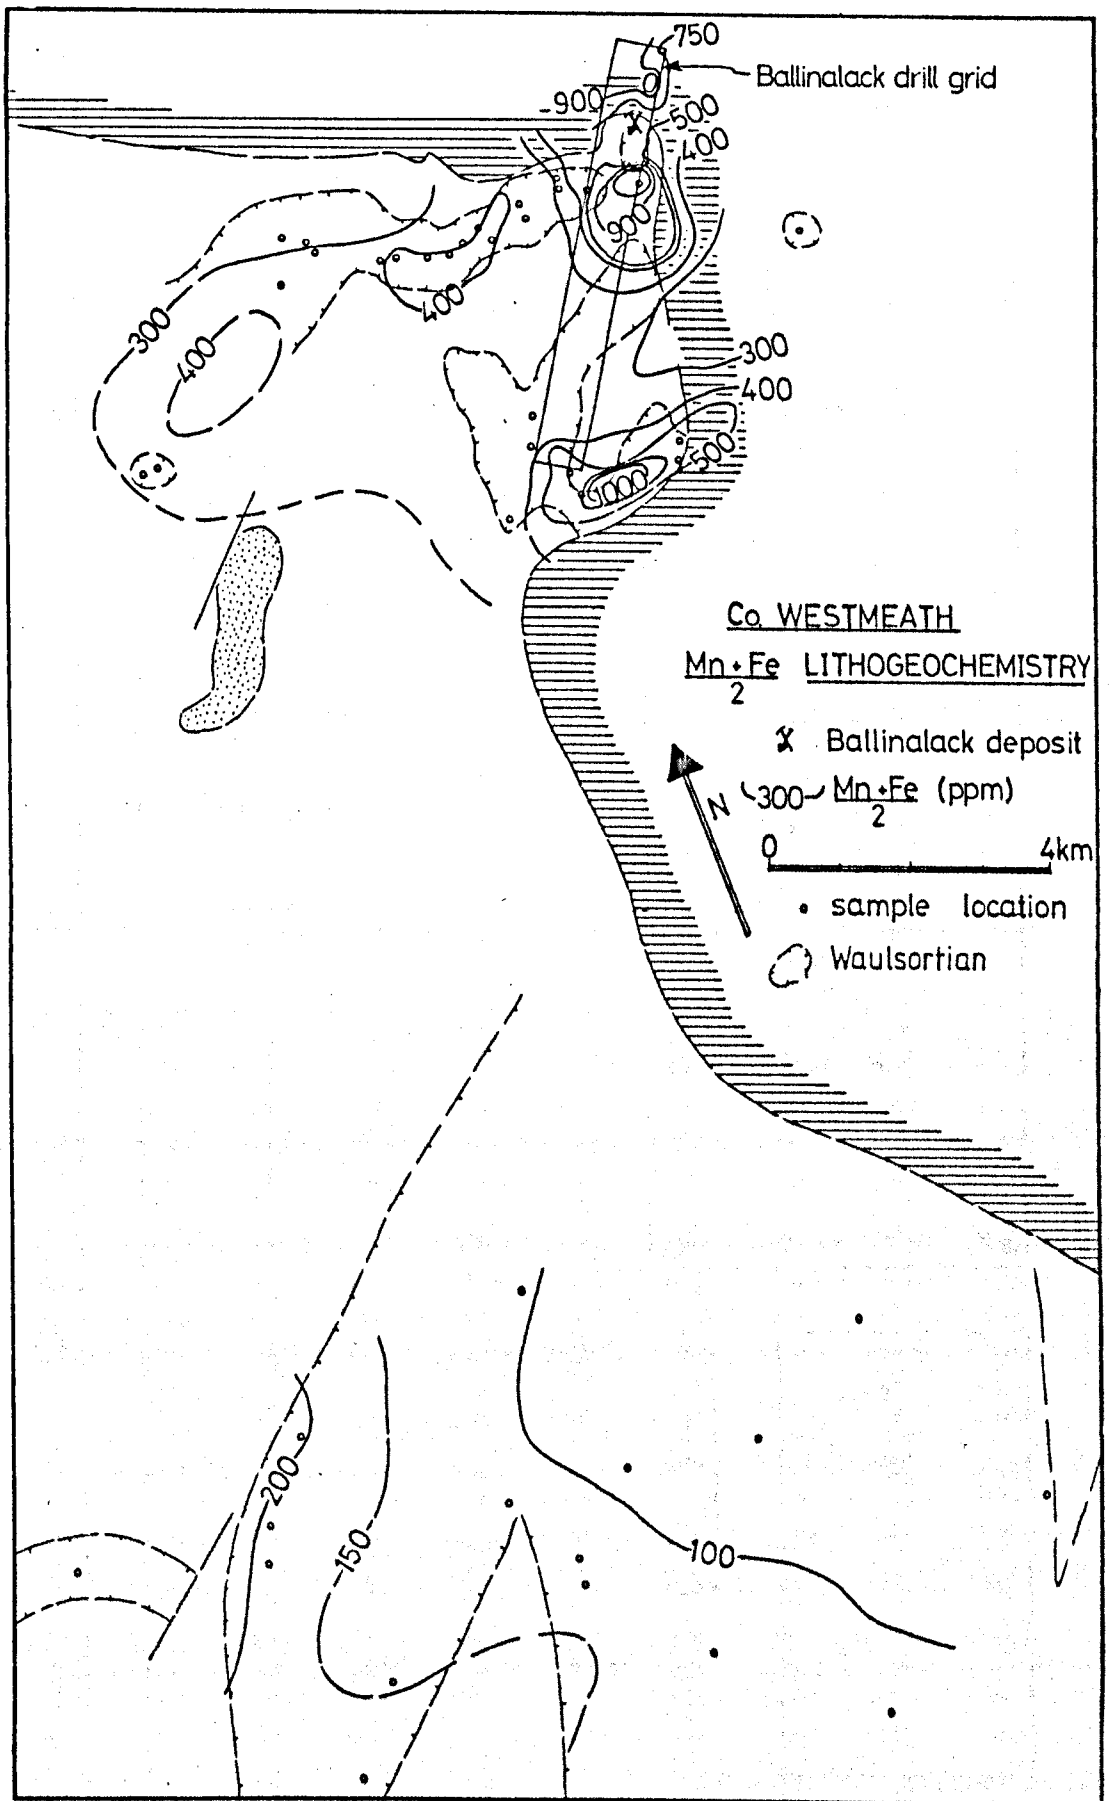 750
Ballinalack drill grid
900
500
400
900
300
400
400
300
400
500
1000
Co. WESTMEATH
Mn+Fe LITHOGEOCHEMISTRY
2
Ballinalack deposit
N
300 Mn+Fe (ppm)
2
0 4km
sample location
Waulsortian
200
150
100